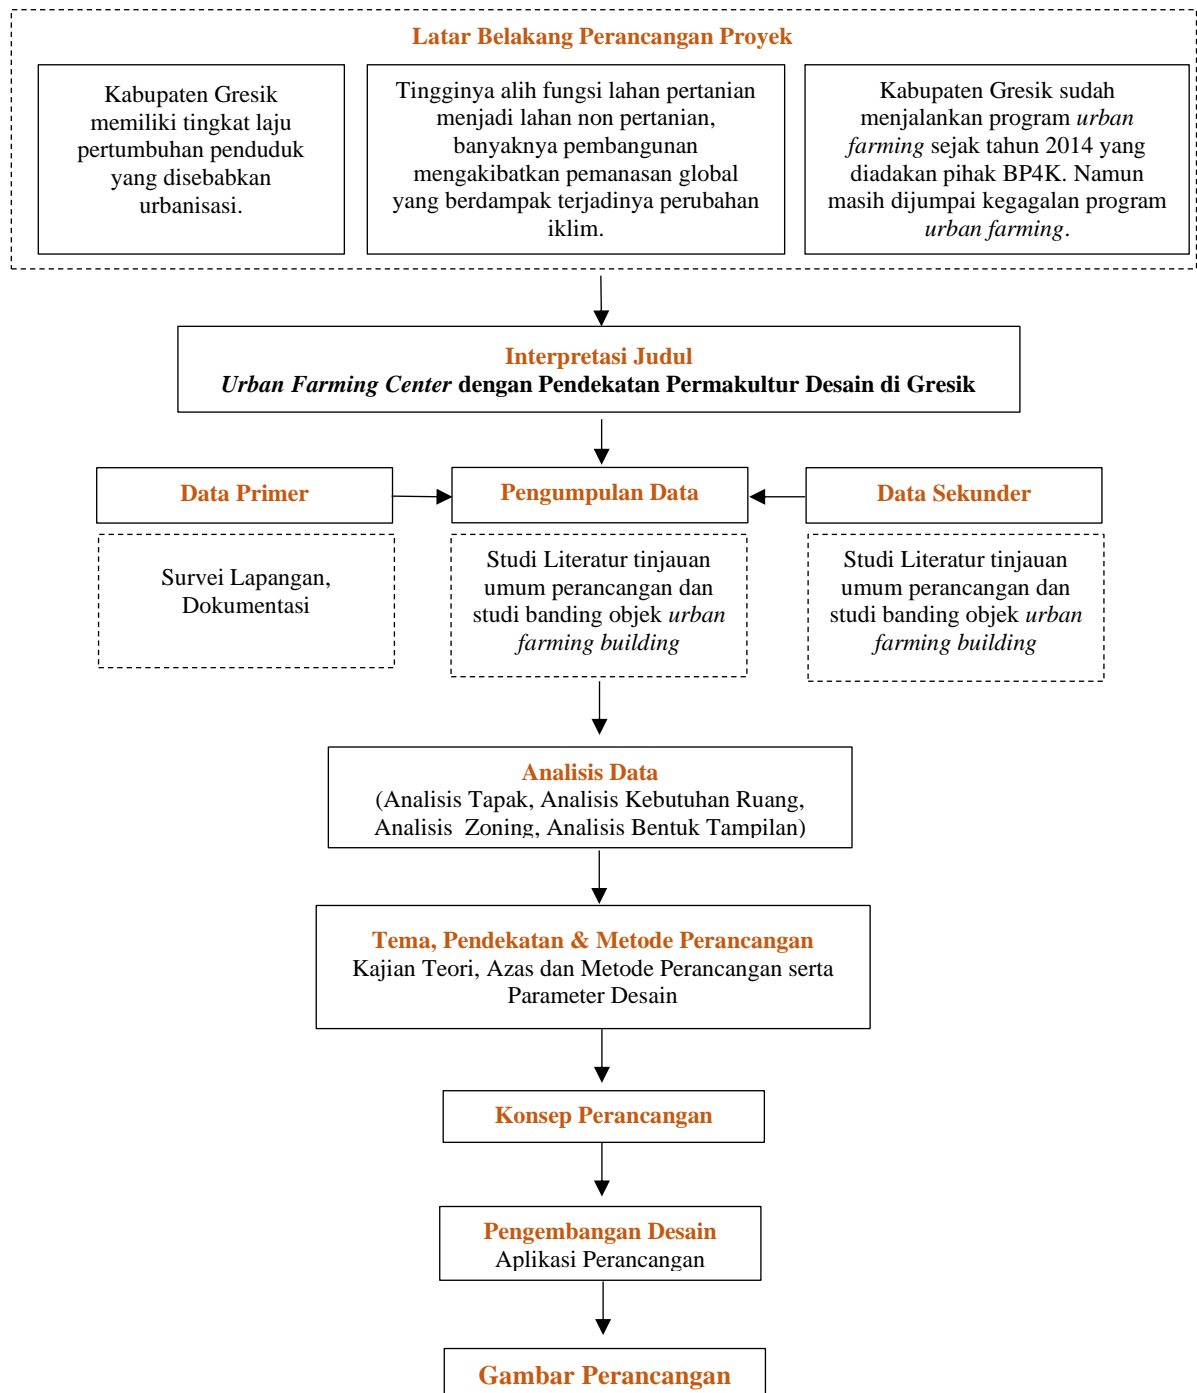 Latar Belakang Perancangan Proyek
Kabupaten Gresik
memiliki tingkat laju
pertumbuhan penduduk
yang disebabkan
urbanisasi.
Tingginya alih fungsi lahan pertanian
menjadi lahan non pertanian,
banyaknya pembangunan
mengakibatkan pemanasan global
yang berdampak terjadinya perubahan
iklim.
Kabupaten Gresik sudah
menjalankan program urban
farming sejak tahun 2014 yang
diadakan pihak BP4K. Namun
masih dijumpai kegagalan program
urban farming.
Interpretasi Judul
Urban Farming Center dengan Pendekatan Permakultur Desain di Gresik
Data Primer
Pengumpulan Data
Data Sekunder
Survei Lapangan,
Dokumentasi
Studi Literatur tinjauan
umum perancangan dan
studi banding objek urban
farming building
Studi Literatur tinjauan
umum perancangan dan
studi banding objek urban
farming building
Analisis Data
(Analisis Tapak, Analisis Kebutuhan Ruang,
Analisis Zoning, Analisis Bentuk Tampilan)
Tema, Pendekatan & Metode Perancangan
Kajian Teori, Azas dan Metode Perancangan serta
Parameter Desain
Konsep Perancangan
Pengembangan Desain
Aplikasi Perancangan
Gambar Perancangan